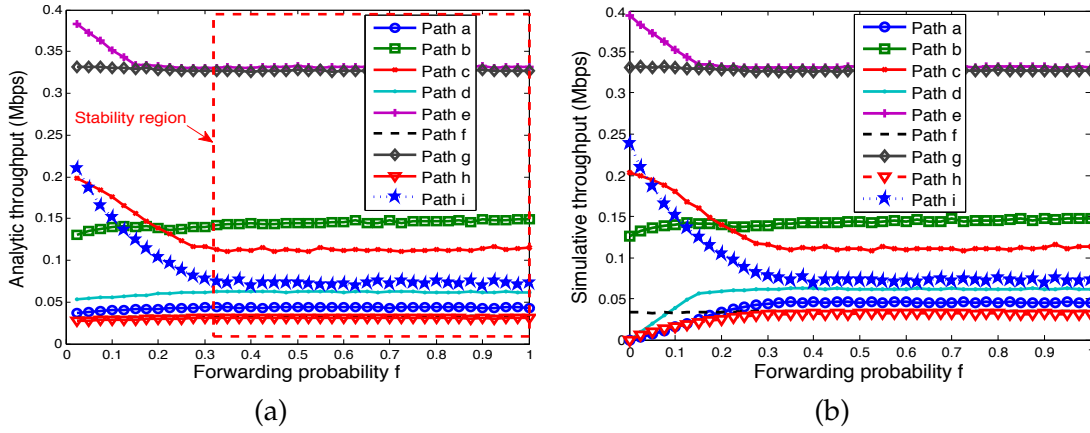 0.4
0.35
0.3
0.25
0.2
0.15
0.1
0.05
0
Analytic throughput (Mbps)
Stability region
Path a
Path b
Path c
Path d
Path e
Path f
Path g
Path h
Path i
0 0.1 0.2 0.3 0.4 0.5 0.6 0.7 0.8 0.9 1
Forwarding probability f
(a)
0.4
0.35
0.3
0.25
0.2
0.15
0.1
0.05
0
Simulative throughput (Mbps)
Path a
Path b
Path c
Path d
Path e
Path f
Path g
Path h
Path i
0 0.1 0.2 0.3 0.4 0.5 0.6 0.7 0.8 0.9
Forwarding probability f
(b)